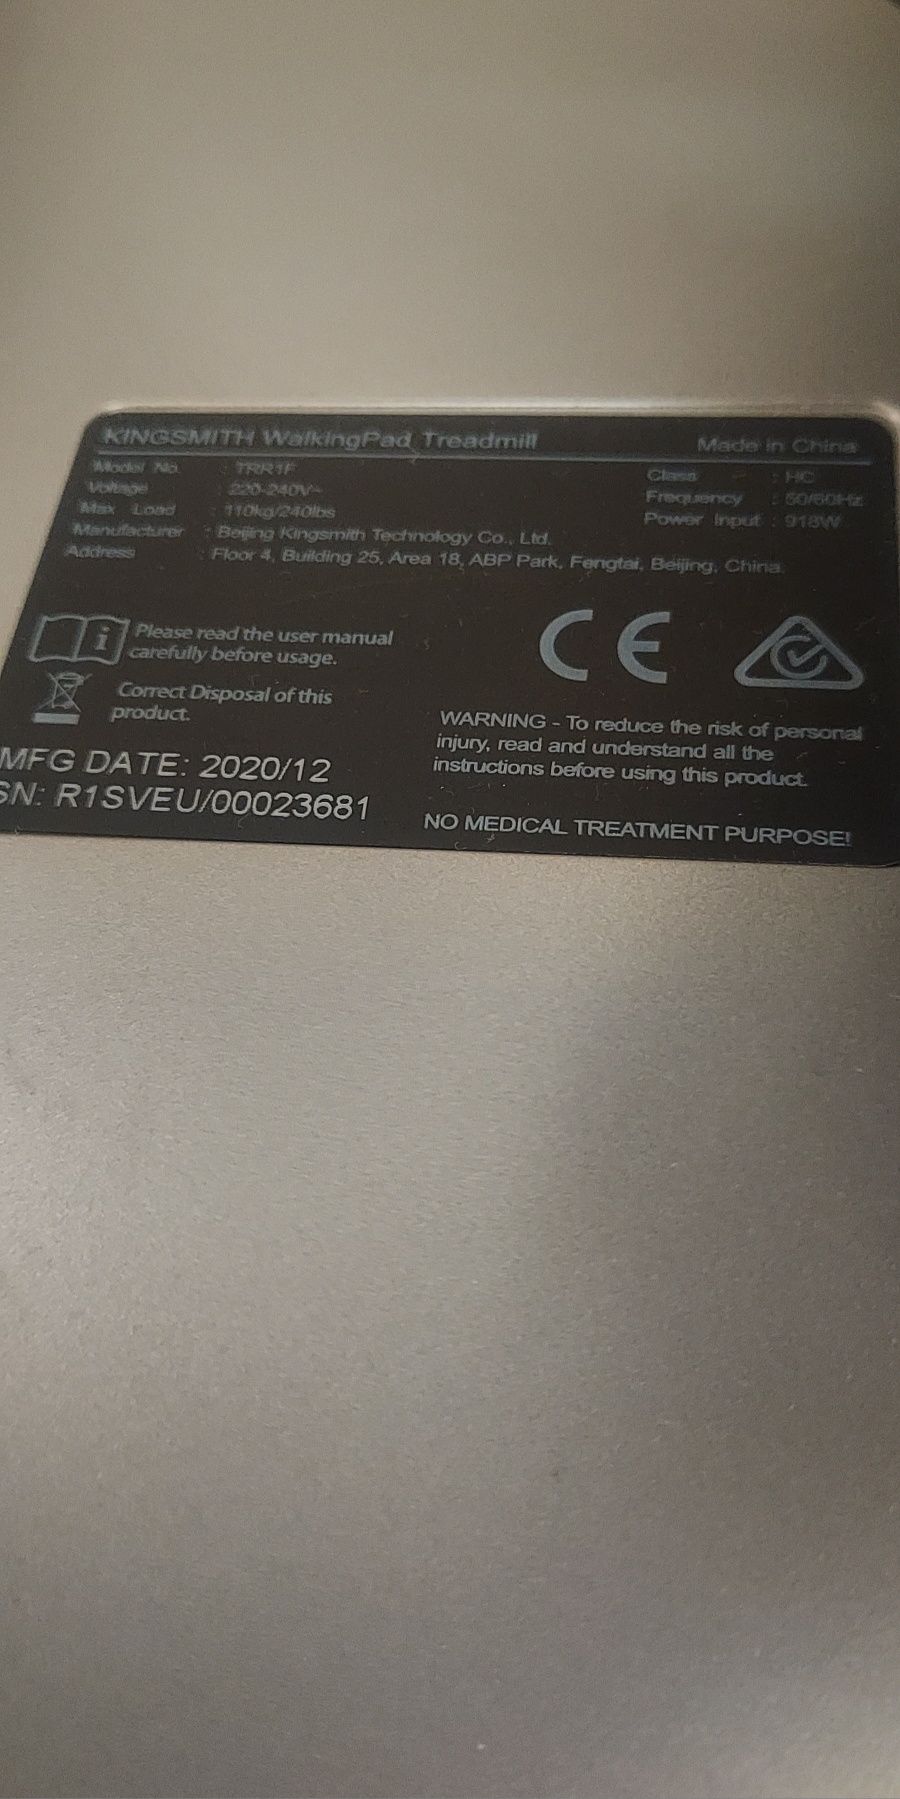 KINGSMITH WalkingPad Treadmill
Made in China
Model No. : TRR1F
Voltage : 220-240V~
Max Load : 110kg/240lbs
Class : HC
Frequency : 50/60Hz
Power Input : 918W
Manufacturer : Beijing Kingsmith Technology Co., Ltd.
Address : Floor 4, Building 25, Area 18, ABP Park, Fengtai, Beijing, China.
Please read the user manual
carefully before usage.
Correct Disposal of this
product.
MFG DATE: 2020/12
SN: R1SVEU/00023681
CE
WARNING - To reduce the risk of personal
injury, read and understand all the
instructions before using this product.
NO MEDICAL TREATMENT PURPOSE!